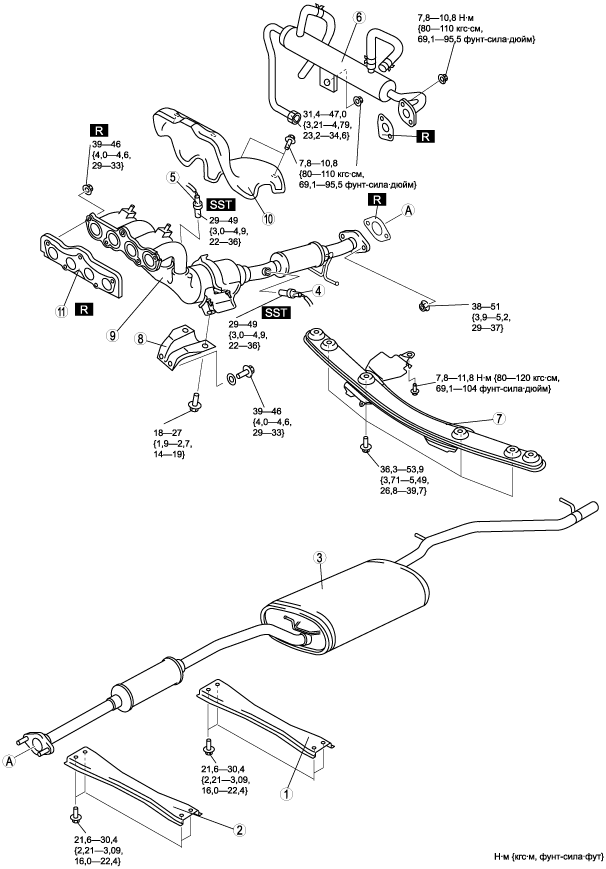 7,8—10,8 Н·м
{80—110 кгс·см,
69,1—95,5 фунт-сила·дюйм}
6
31,4—47,0
{3,21—4,79,
23,2—34,6}
R
R
39—46
{4,0—4,6,
29—33}
7,8—10,8
{80—110 кгс·см,
69,1—95,5 фунт-сила·дюйм}
5
SST
10
R
A
29—49
{3,0—4,9,
22—36}
11
R
9
4
SST
8
29—49
{3,0—4,9,
22—36}
38—51
{3,9—5,2,
29—37}
7,8—11,8 Н·м {80—120 кгс·см,
69,1—104 фунт-сила·дюйм}
7
39—46
{4,0—4,6,
29—33}
18—27
{1,9—2,7,
14—19}
36,3—53,9
{3,71—5,49,
26,8—39,7}
3
A
1
21,6—30,4
{2,21—3,09,
16,0—22,4}
2
21,6—30,4
{2,21—3,09,
16,0—22,4}
Н·м {кгс·м, фунт-сила·фут}